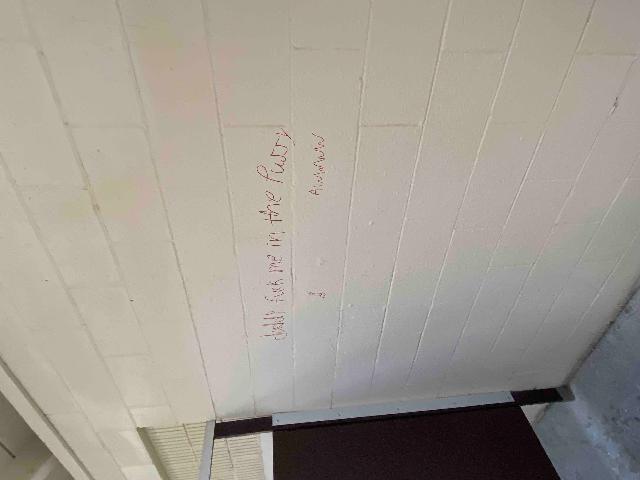 daddy fuck me in the Pussy